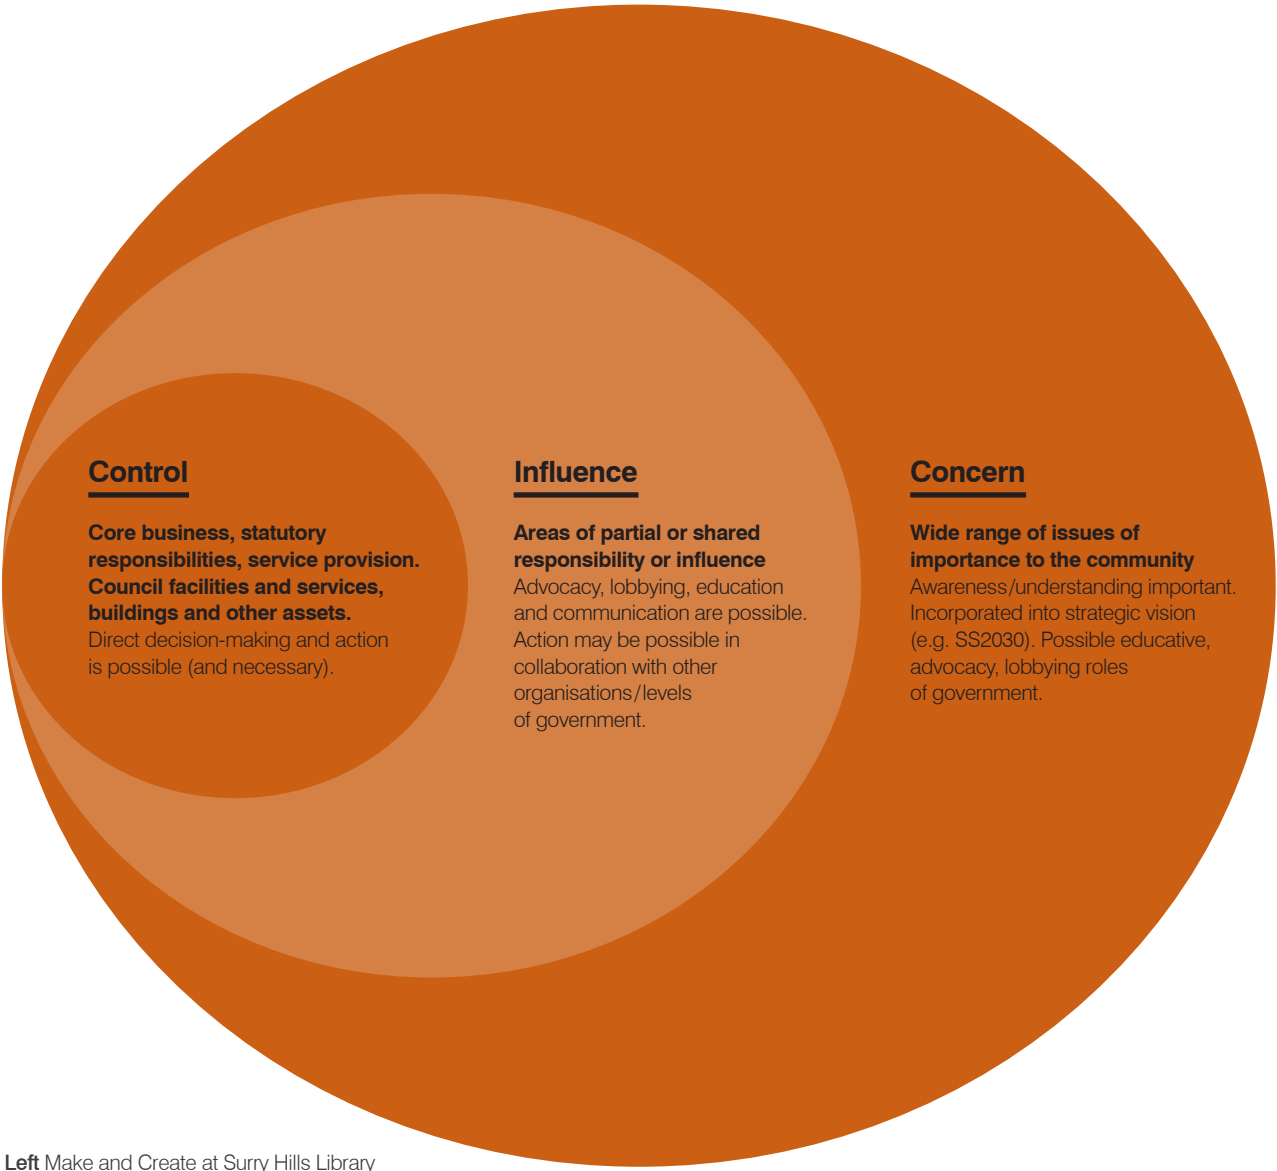 Control
Core business, statutory
responsibilities, service provision.
Council facilities and services,
buildings and other assets.
Direct decision-making and action
is possible (and necessary).
Influence
Areas of partial or shared
responsibility or influence
Advocacy, lobbying, education
and communication are possible.
Action may be possible in
collaboration with other
organisations/levels
of government.
Concern
Wide range of issues of
importance to the community
Awareness/understanding important.
Incorporated into strategic vision
(e.g. SS2030). Possible educative,
advocacy, lobbying roles
of government.
Left Make and Create at Surry Hills Library